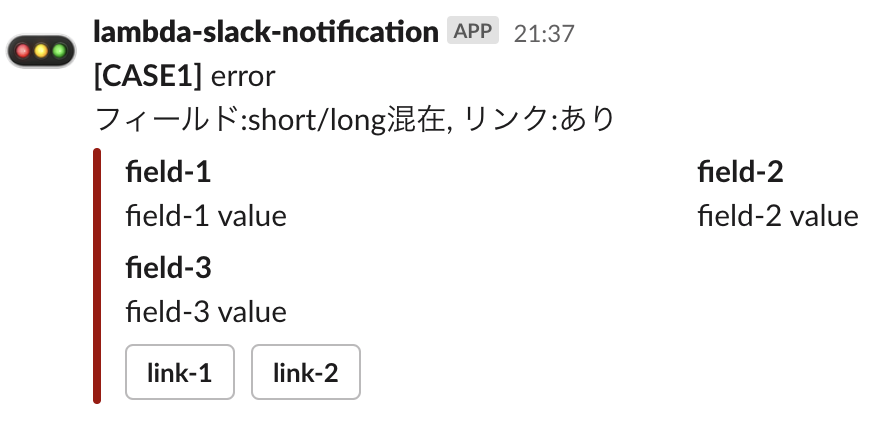 lambda-slack-notification APP 21:37
[CASE1] error
フィールド:short/long混在, リンク:あり
field-1 field-2
field-1 value field-2 value
field-3
field-3 value
link-1 link-2